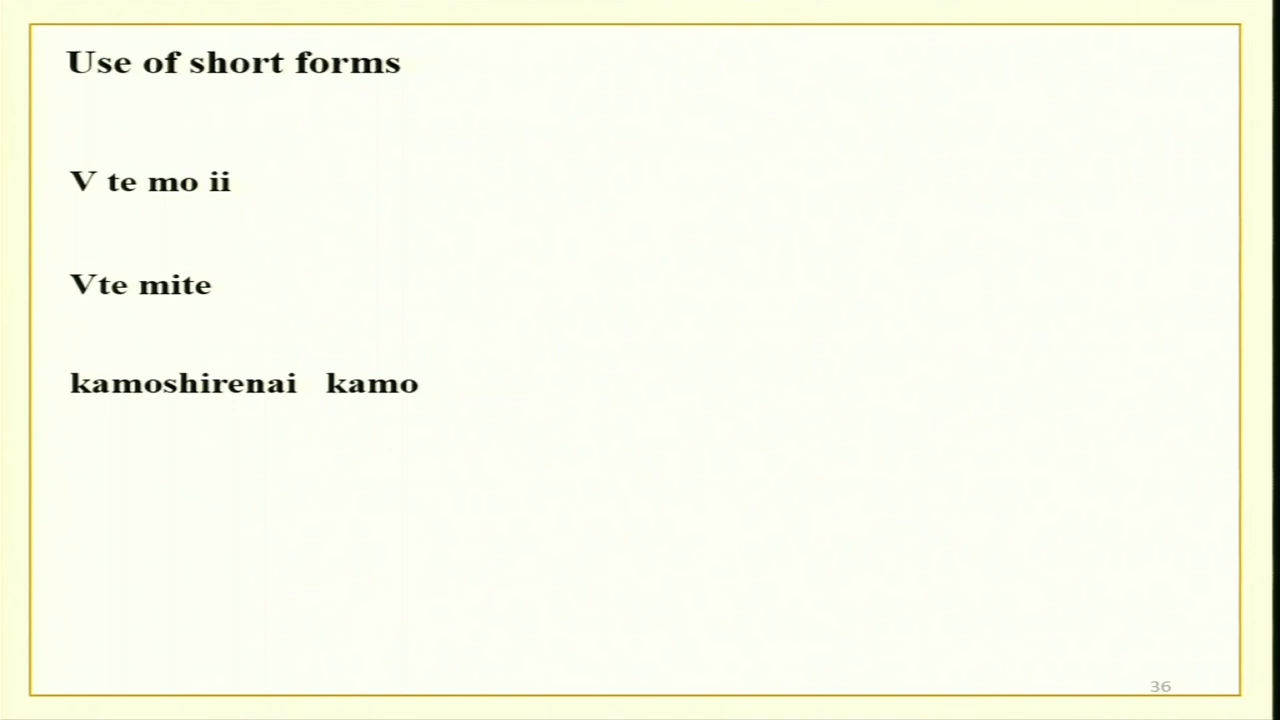 Use of short forms
V te mo ii
Vte mite
kamoshirenai kamo
36